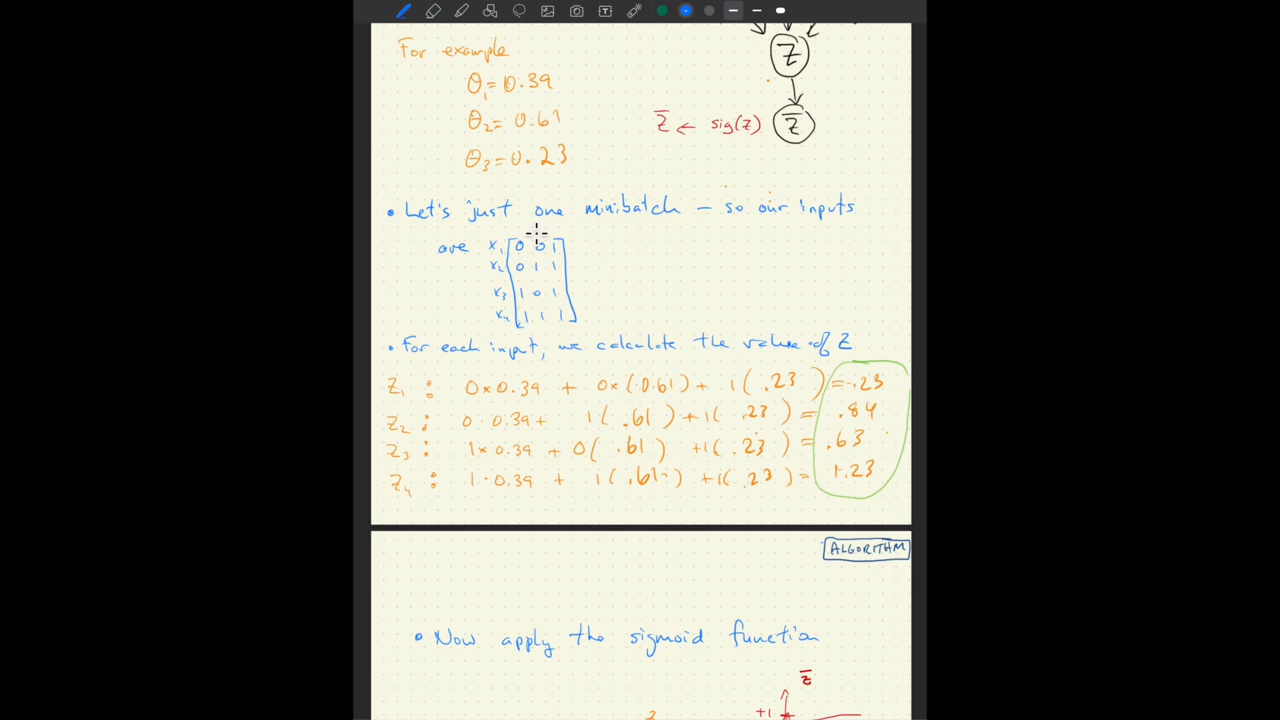 For example
θ₁= 0.39
θ₂= 0.61
θ₃=0.23
Z
Z̄ ← sig(z)
Z̄
• Let's just one minibatch – so our inputs
are X₁ [0 0 1
X₂ 0 1 1
X₃ 1 0 1
X₄ 1 1 1]
• For each input, we calculate the value of Z
Z₁ : 0×0.39 + 0×(0.61) + 1(.23) = .23
Z₂ : 0·0.39 + 1(.61) + 1(.23) = .84
Z₃ : 1×0.39 + 0(.61) +1(.23) = .63
Z₄ : 1·0.39 + 1(.61) +1(.23) = 1.23
ALGORITHM
• Now apply the sigmoid function
z̄
+1